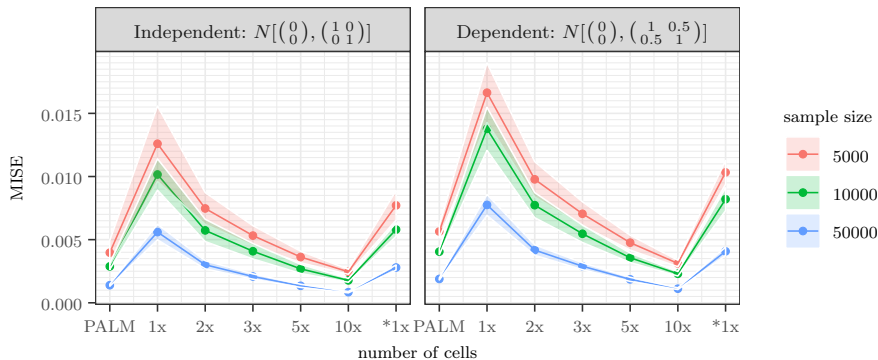 Independent: N[(0 0), (1 0 0 1)]
Dependent: N[(0 0), (1 0.5 0.5 1)]
MISE
0.015
0.010
0.005
0.000
PALM 1x 2x 3x 5x 10x *1x
PALM 1x 2x 3x 5x 10x *1x
number of cells
sample size
5000
10000
50000